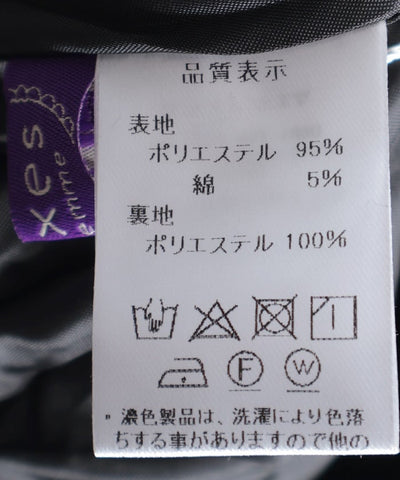 品質表示
表地
ポリエステル 95%
綿 5%
裏地
ポリエステル 100%
F
W
* 濃色製品は、洗濯により色落
ちする事がありますので他の
xes
emme